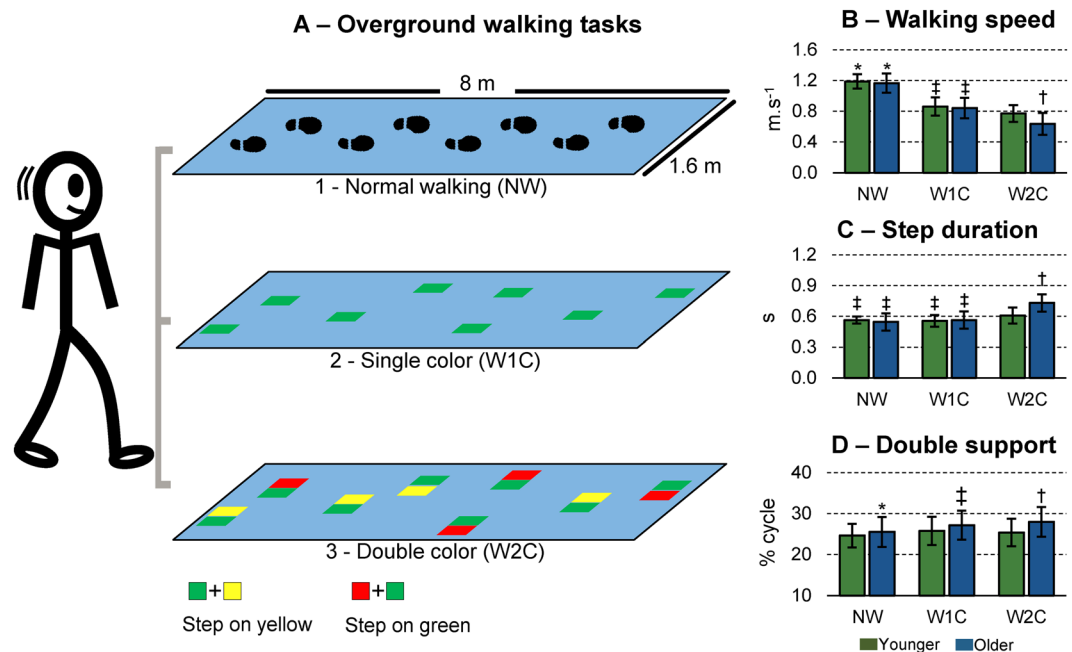 A – Overground walking tasks
8 m
1.6 m
1 - Normal walking (NW)
2 - Single color (W1C)
3 - Double color (W2C)
+
+
Step on yellow
Step on green
B – Walking speed
m.s⁻¹
1.6
1.2
0.8
0.4
0.0
* * ‡ ‡ †
NW W1C W2C
C – Step duration
s
1.2
0.9
0.6
0.3
0.0
‡ ‡ ‡ ‡ †
NW W1C W2C
D – Double support
% cycle
40
30
20
10
* ‡ †
NW W1C W2C
Younger Older